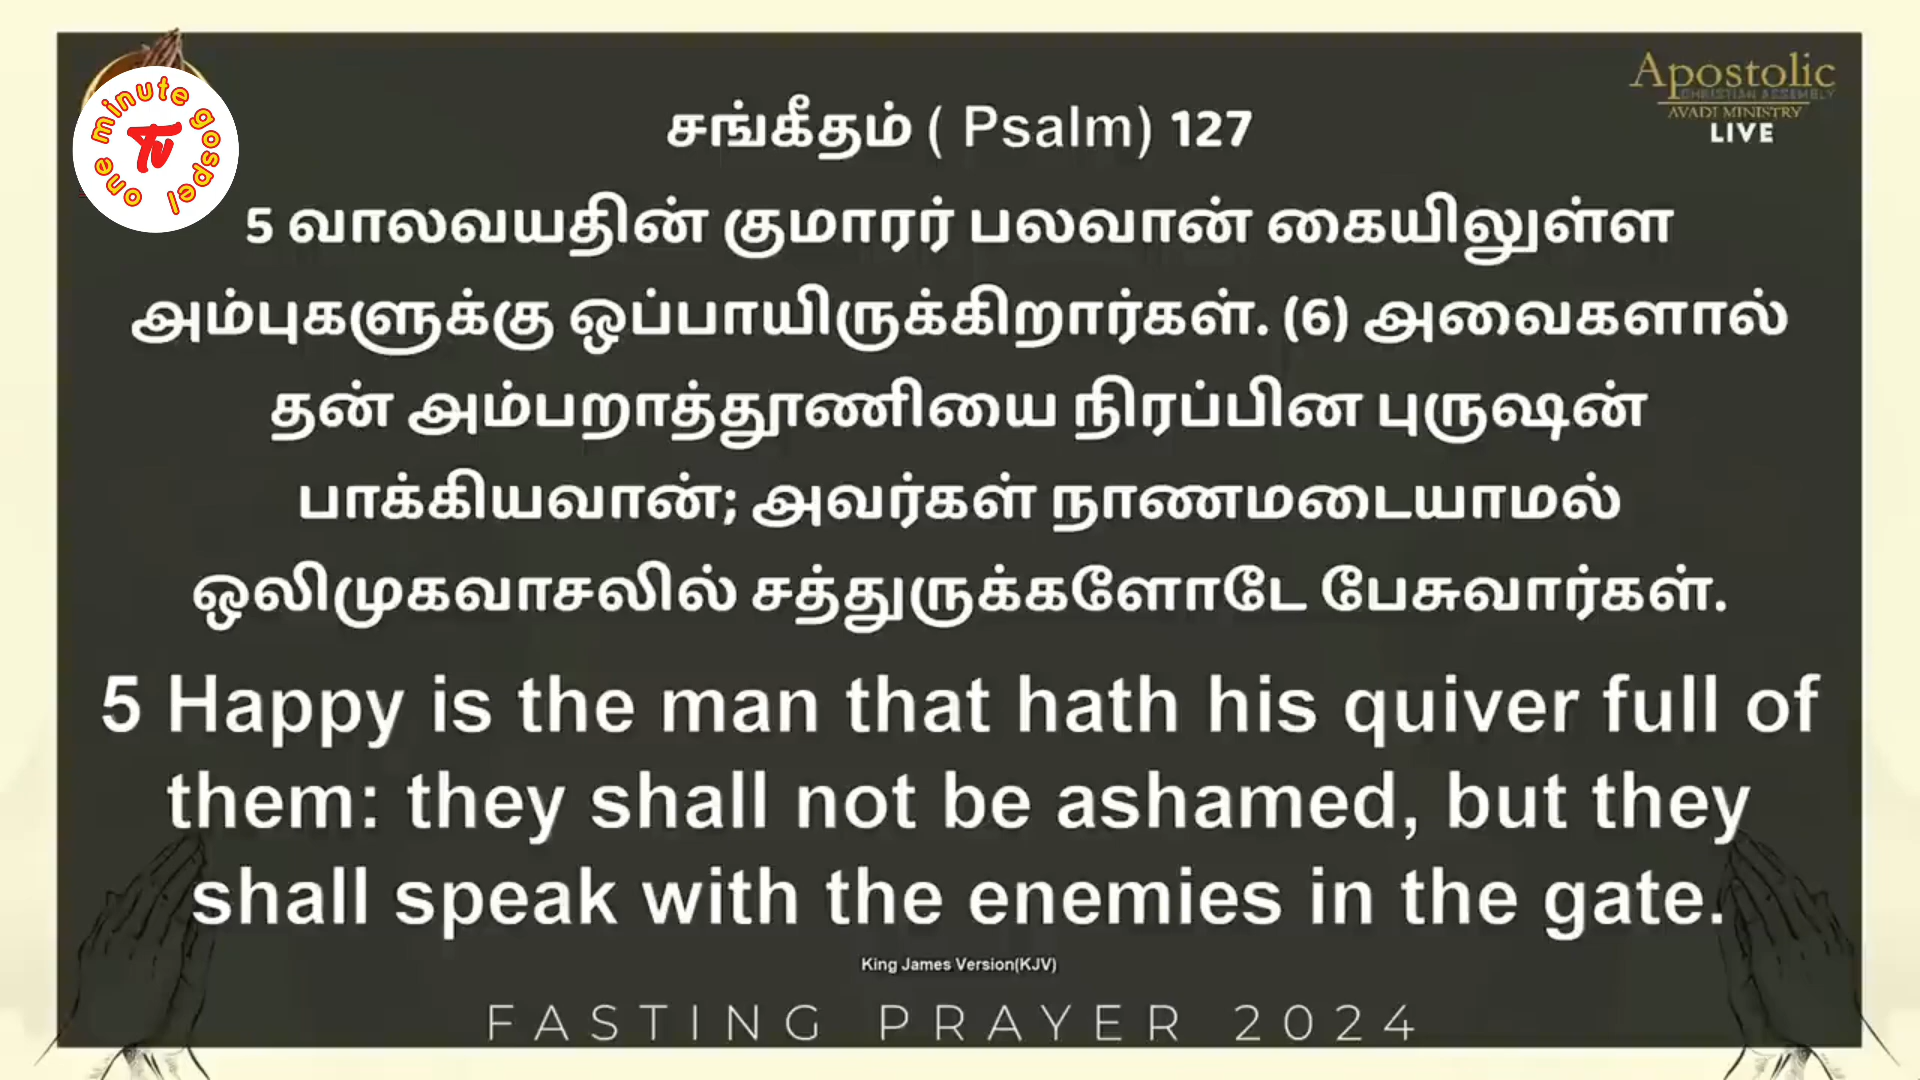 one minute gospel
Tv
Apostolic
CHRISTIAN ASSEMBLY
AVADI MINISTRY
LIVE
சங்கீதம் ( Psalm) 127
5 வாலவயதின் குமாரர் பலவான் கையிலுள்ள
அம்புகளுக்கு ஒப்பாயிருக்கிறார்கள். (6) அவைகளால்
தன் அம்பறாத்தூணியை நிரப்பின புருஷன்
பாக்கியவான்; அவர்கள் நாணமடையாமல்
ஒலிமுகவாசலில் சத்துருக்களோடே பேசுவார்கள்.
5 Happy is the man that hath his quiver full of
them: they shall not be ashamed, but they
shall speak with the enemies in the gate.
King James Version(KJV)
FASTING PRAYER 2024